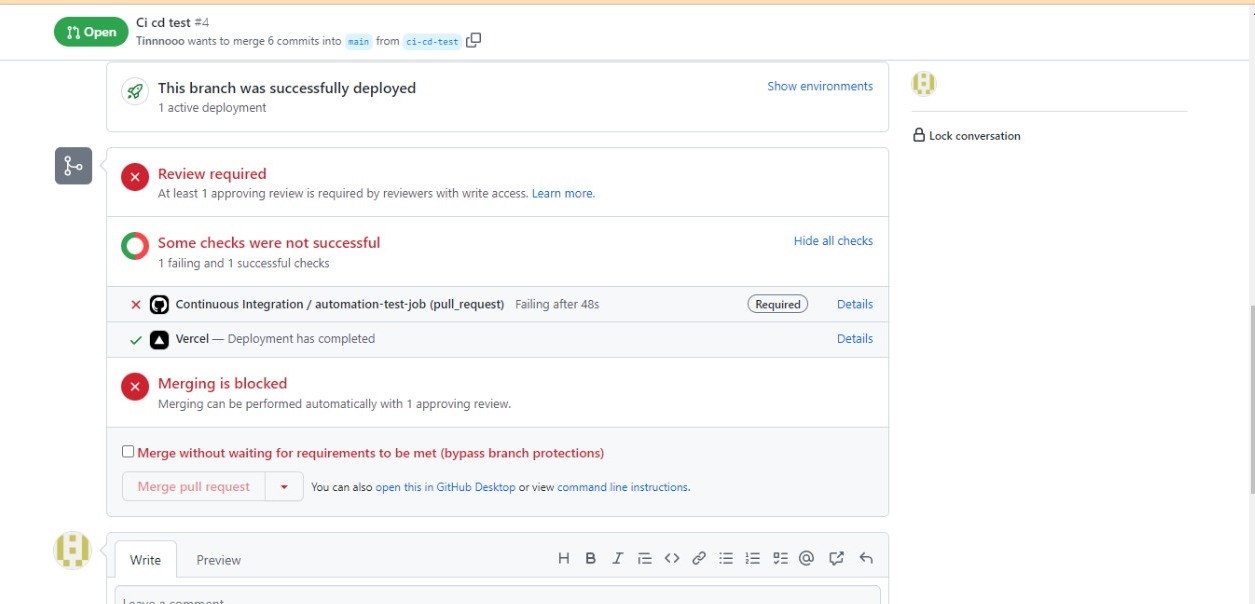 Open
Ci cd test #4
Tinnnooo wants to merge 6 commits into main from ci-cd-test
This branch was successfully deployed
1 active deployment
Show environments
Lock conversation
Review required
At least 1 approving review is required by reviewers with write access. Learn more.
Some checks were not successful
1 failing and 1 successful checks
Hide all checks
Continuous Integration / automation-test-job (pull_request) Failing after 48s Required Details
Vercel — Deployment has completed Details
Merging is blocked
Merging can be performed automatically with 1 approving review.
Merge without waiting for requirements to be met (bypass branch protections)
Merge pull request
You can also open this in GitHub Desktop or view command line instructions.
Write Preview
Leave a comment